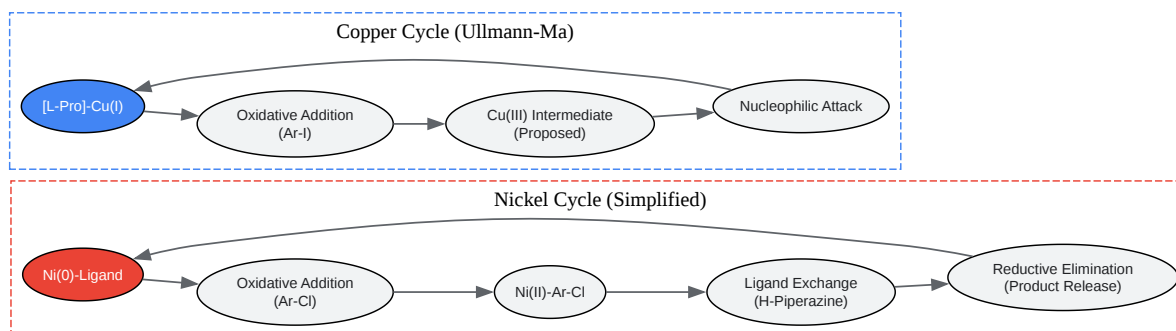 Copper Cycle (Ullmann-Ma)
[L-Pro]-Cu(I)
Oxidative Addition
(Ar-I)
Cu(III) Intermediate
(Proposed)
Nucleophilic Attack
Nickel Cycle (Simplified)
Ni(0)-Ligand
Oxidative Addition
(Ar-Cl)
Ni(II)-Ar-Cl
Ligand Exchange
(H-Piperazine)
Reductive Elimination
(Product Release)